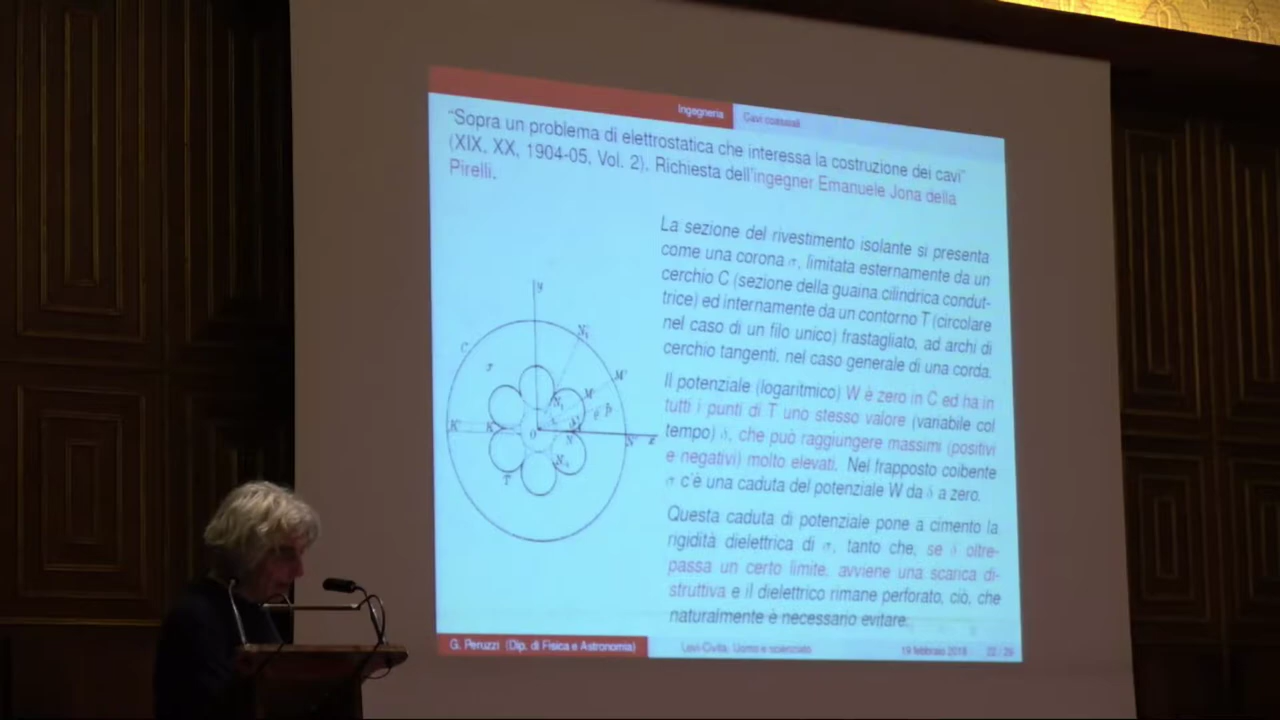 Ingegneria
Cavi coassiali
"Sopra un problema di elettrostatica che interessa la costruzione dei cavi"
(XIX, XX, 1904-05, Vol. 2), Richiesta dell'ingegner Emanuele Jona della
Pirelli.
La sezione del rivestimento isolante si presenta
come una corona σ, limitata esternamente da un
cerchio C (sezione della guaina cilindrica condut-
trice) ed internamente da un contorno T (circolare
nel caso di un filo unico) frastagliato, ad archi di
cerchio tangenti, nel caso generale di una corda.
Il potenziale (logaritmico) W è zero in C ed ha in
tutti i punti di T uno stesso valore (variabile col
tempo) δ, che può raggiungere massimi (positivi
e negativi) molto elevati. Nel frapposto coibente
σ c'è una caduta del potenziale W da δ a zero.
Questa caduta di potenziale pone a cimento la
rigidità dielettrica di σ, tanto che, se δ oltre-
passa un certo limite, avviene una scarica di-
struttiva e il dielettrico rimane perforato, ciò, che
naturalmente è necessario evitare.
y
C
M'
M
K
O
N
T
x
G. Peruzzi (Dip. di Fisica e Astronomia)
Levi-Civita: Uomo e scienziato
19 febbraio 2018
22 / 29